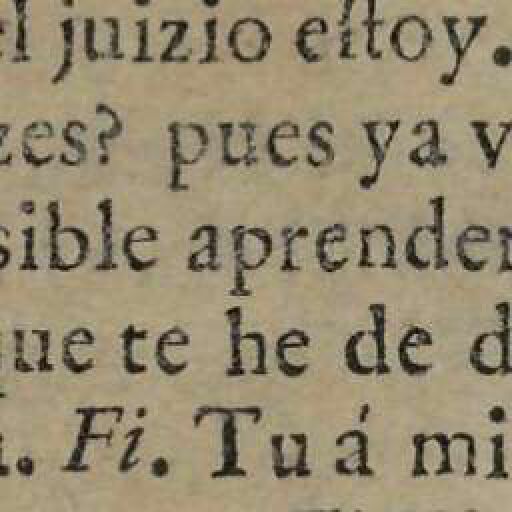 el juizio eſtoy.
zes? pues ya v
sible aprender
que te he de d
. Fi. Tu á mi